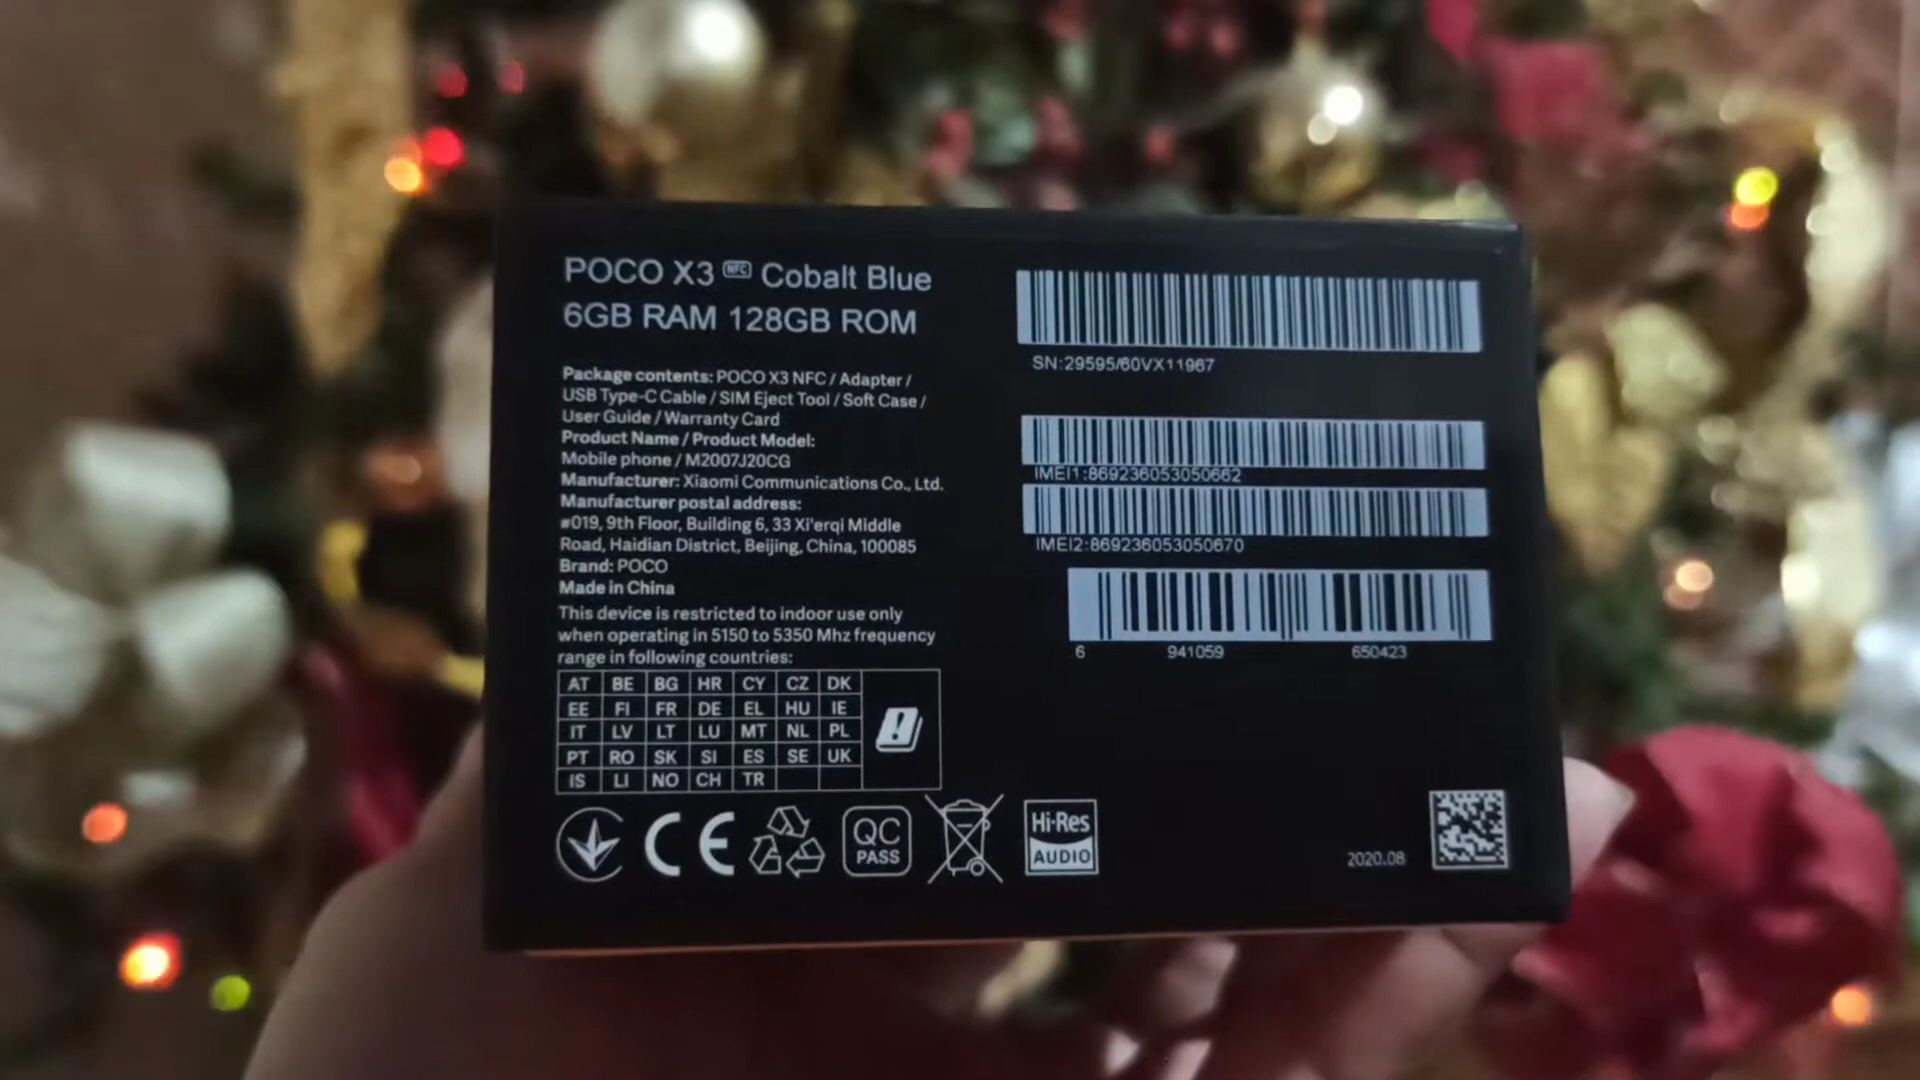 POCO X3 NFC Cobalt Blue
6GB RAM 128GB ROM
Package contents: POCO X3 NFC / Adapter /
USB Type-C Cable / SIM Eject Tool / Soft Case /
User Guide / Warranty Card
Product Name / Product Model:
Mobile phone / M2007J20CG
Manufacturer: Xiaomi Communications Co., Ltd.
Manufacturer postal address:
#019, 9th Floor, Building 6, 33 Xi'erqi Middle
Road, Haidian District, Beijing, China, 100085
Brand: POCO
Made in China
This device is restricted to indoor use only
when operating in 5150 to 5350 Mhz frequency
range in following countries:
AT BE BG HR CY CZ DK
EE FI FR DE EL HU IE
IT LV LT LU MT NL PL
PT RO SK SI ES SE UK
IS LI NO CH TR
CE
QC
PASS
Hi-Res
AUDIO
SN:29595/60VX11967
IMEI1:869236053050662
IMEI2:869236053050670
6 941059 650423
2020.08